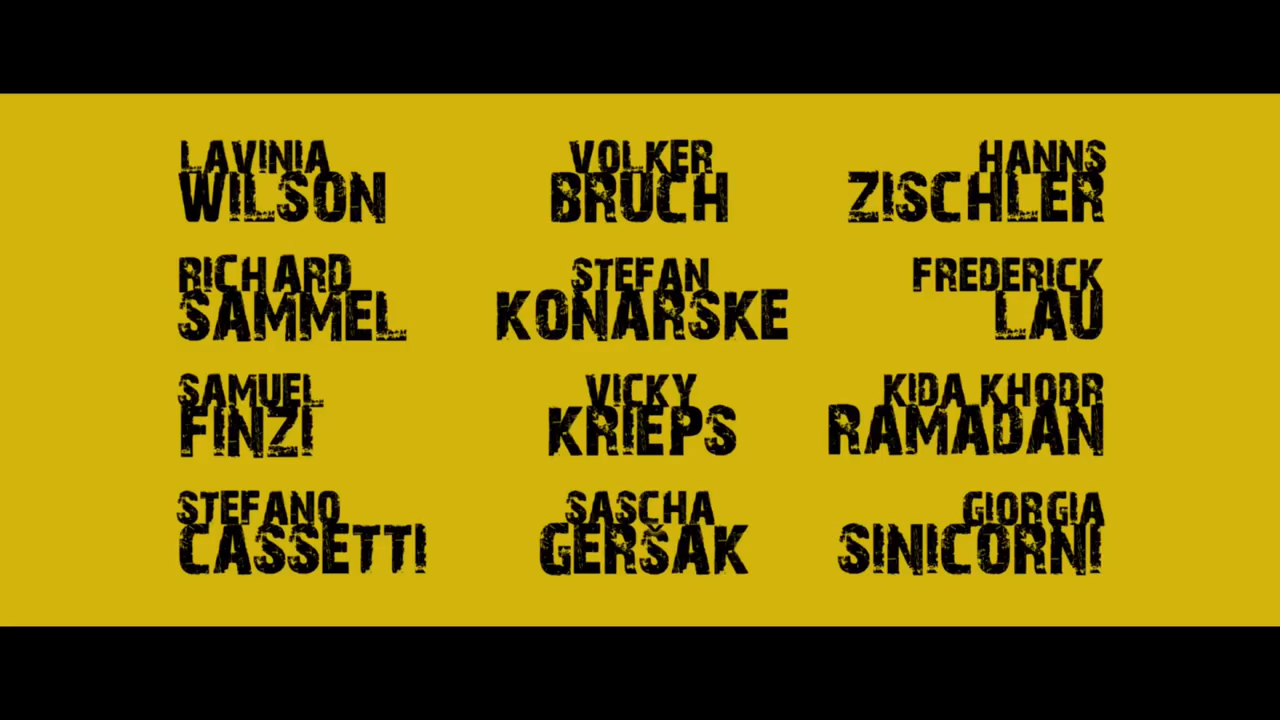 LAVINIA
WILSON
VOLKER
BRUCH
HANNS
ZISCHLER
RICHARD
SAMMEL
STEFAN
KONARSKE
FREDERICK
LAU
SAMUEL
FINZI
VICKY
KRIEPS
KIDA KHODR
RAMADAN
STEFANO
CASSETTI
SASCHA
GERŠAK
GIORGIA
SINICORNI